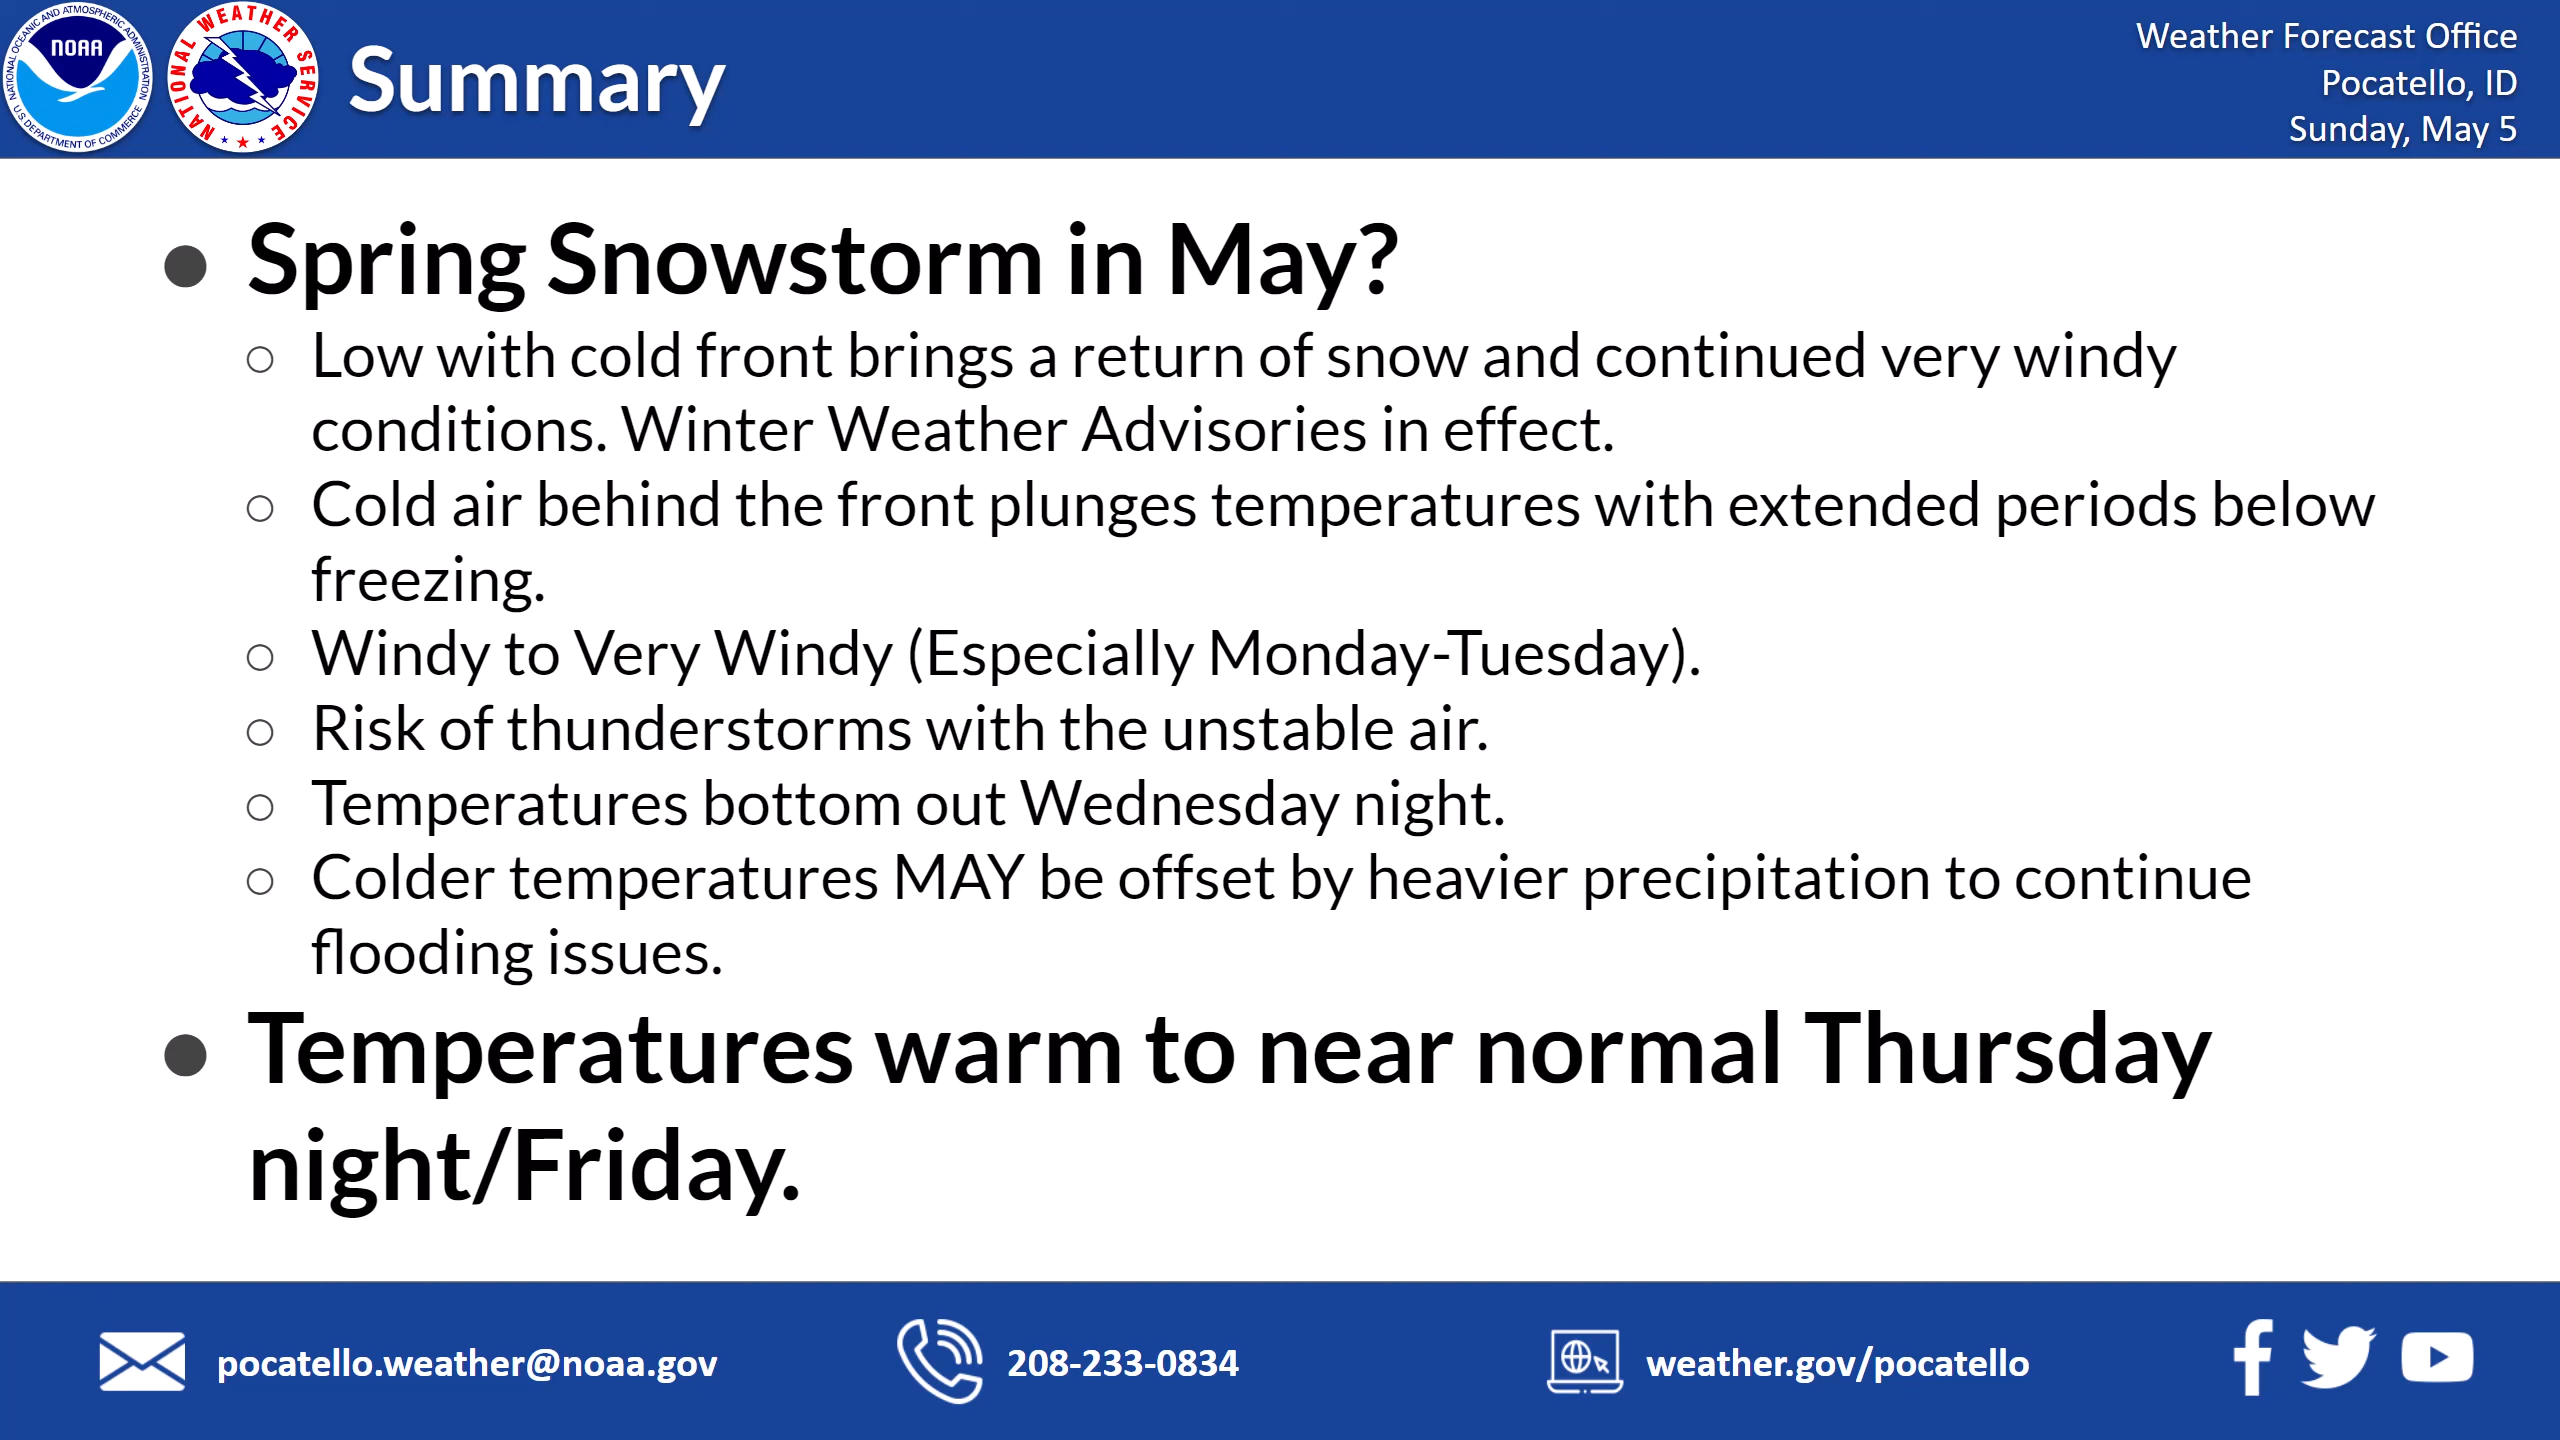 NATIONAL OCEANIC AND ATMOSPHERIC ADMINISTRATION
NOAA
U.S. DEPARTMENT OF COMMERCE
NATIONAL WEATHER SERVICE
Summary
Weather Forecast Office
Pocatello, ID
Sunday, May 5
● Spring Snowstorm in May?
○ Low with cold front brings a return of snow and continued very windy
conditions. Winter Weather Advisories in effect.
○ Cold air behind the front plunges temperatures with extended periods below
freezing.
○ Windy to Very Windy (Especially Monday-Tuesday).
○ Risk of thunderstorms with the unstable air.
○ Temperatures bottom out Wednesday night.
○ Colder temperatures MAY be offset by heavier precipitation to continue
flooding issues.
● Temperatures warm to near normal Thursday
night/Friday.
pocatello.weather@noaa.gov
208-233-0834
weather.gov/pocatello